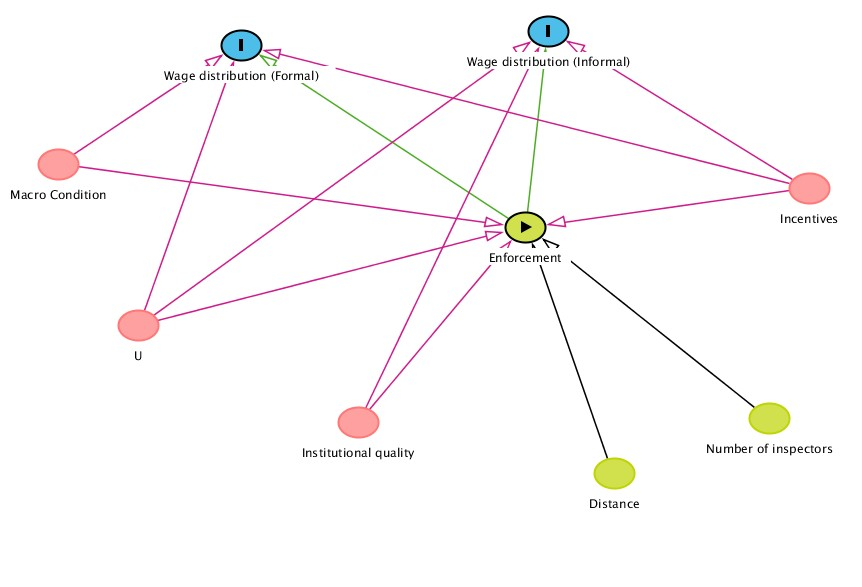 Wage distribution (Formal)
Wage distribution (Informal)
Macro Condition
Incentives
Enforcement
U
Institutional quality
Number of inspectors
Distance